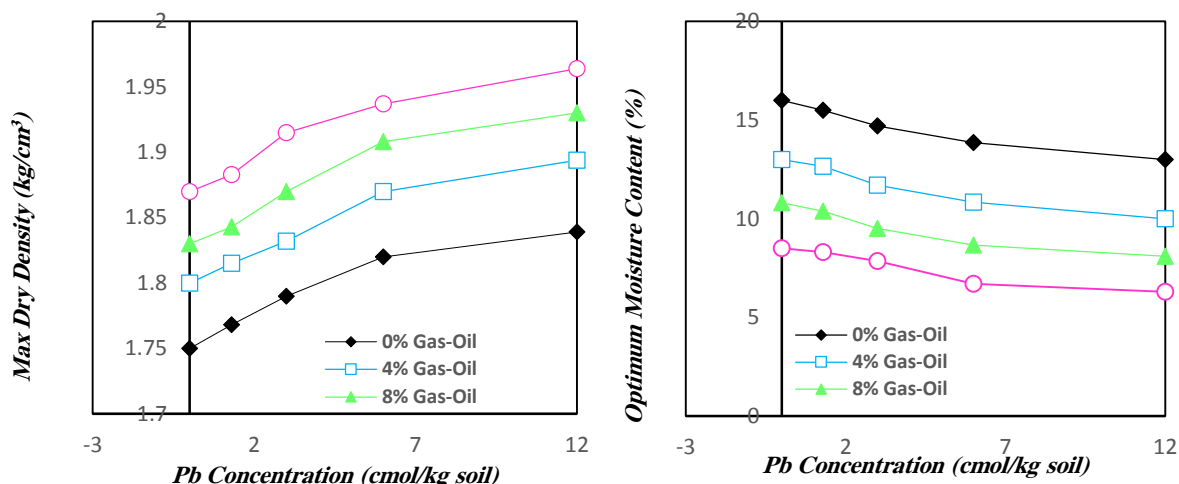 Max Dry Density (kg/cm³)
2
1.95
1.9
1.85
1.8
1.75
1.7
0% Gas-Oil
4% Gas-Oil
8% Gas-Oil
-3
2
7
12
Pb Concentration (cmol/kg soil)
Optimum Moisture Content (%)
20
15
10
5
0
0% Gas-Oil
4% Gas-Oil
8% Gas-Oil
-3
2
7
12
Pb Concentration (cmol/kg soil)